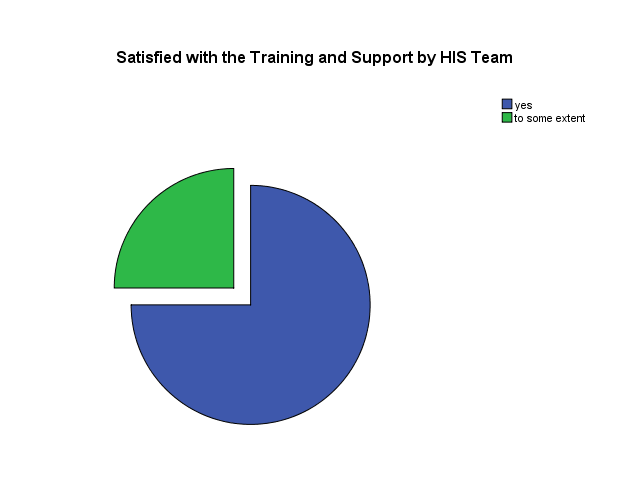 Satisfied with the Training and Support by HIS Team
yes
to some extent